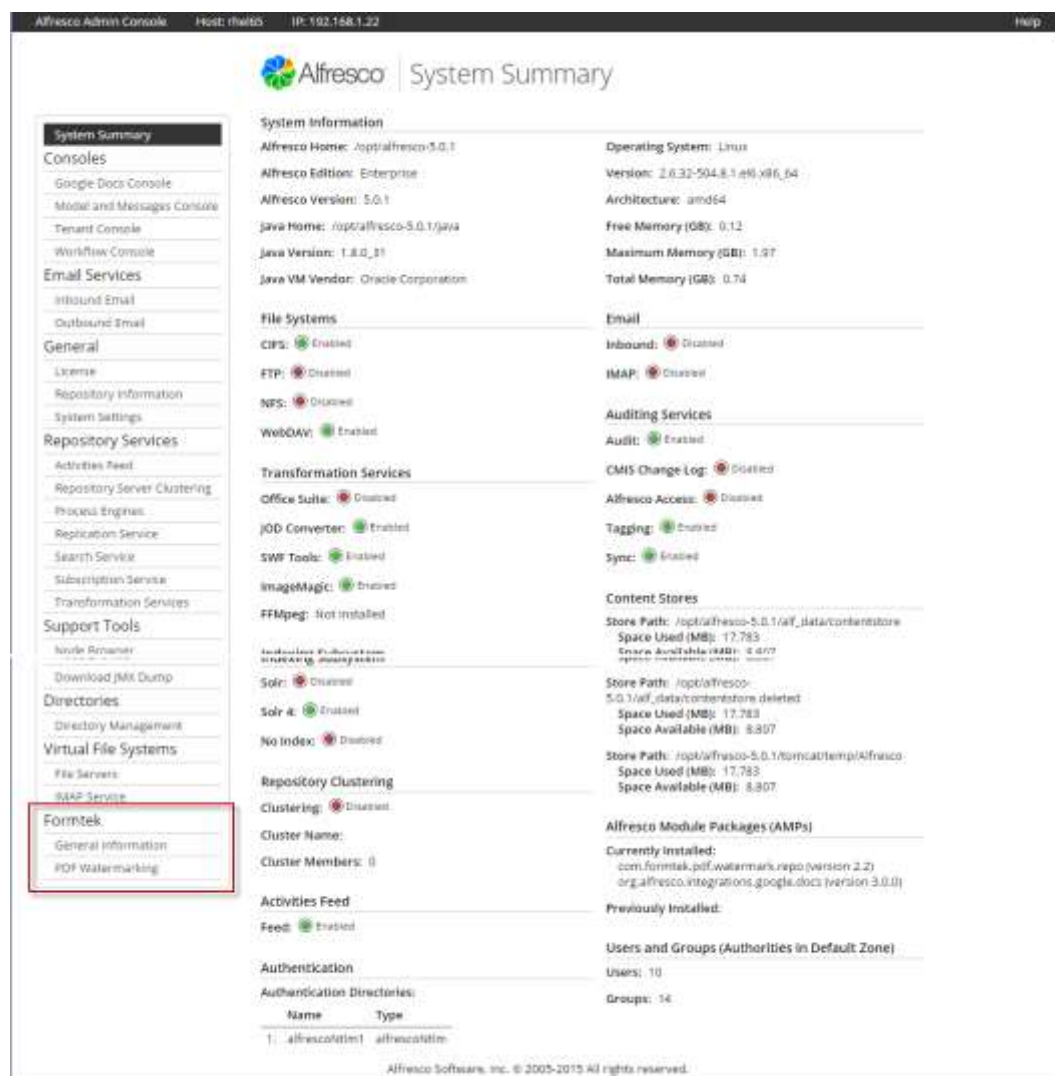 Alfresco Admin Console Host: rhel65 IP: 192.168.1.22 Help
Alfresco System Summary
System Summary
Consoles
Google Docs Console
Model and Messages Console
Tenant Console
Workflow Console
Email Services
Inbound Email
Outbound Email
General
License
Repository Information
System Settings
Repository Services
Activities Feed
Repository Server Clustering
Process Engines
Replication Service
Search Service
Subscription Service
Transformation Services
Support Tools
Node Browser
Download JMX Dump
Directories
Directory Management
Virtual File Systems
File Servers
IMAP Service
Formtek
General Information
PDF Watermarking
System Information
Alfresco Home: /opt/alfresco-5.0.1
Alfresco Edition: Enterprise
Alfresco Version: 5.0.1
Java Home: /opt/alfresco-5.0.1/java
Java Version: 1.8.0_31
Java VM Vendor: Oracle Corporation
Operating System: Linux
Version: 2.6.32-504.8.1.el6.x86_64
Architecture: amd64
Free Memory (GB): 0.12
Maximum Memory (GB): 1.97
Total Memory (GB): 0.74
File Systems
CIFS: Enabled
FTP: Disabled
NFS: Disabled
WebDAV: Enabled
Transformation Services
Office Suite: Disabled
JOD Converter: Enabled
SWF Tools: Enabled
ImageMagic: Enabled
FFMpeg: Not installed
Indexing Subsystem
Solr: Disabled
Solr 4: Enabled
No Index: Disabled
Repository Clustering
Clustering: Disabled
Cluster Name:
Cluster Members: 0
Activities Feed
Feed: Enabled
Authentication
Authentication Directories:
Name Type
1. alfrescoNtlm1 alfrescoNtlm
Email
Inbound: Disabled
IMAP: Disabled
Auditing Services
Audit: Enabled
CMIS Change Log: Disabled
Alfresco Access: Disabled
Tagging: Enabled
Sync: Enabled
Content Stores
Store Path: /opt/alfresco-5.0.1/alf_data/contentstore
Space Used (MB): 17,783
Space Available (MB): 8,807
Store Path: /opt/alfresco-
5.0.1/alf_data/contentstore.deleted
Space Used (MB): 17,783
Space Available (MB): 8,807
Store Path: /opt/alfresco-5.0.1/tomcat/temp/Alfresco
Space Used (MB): 17,783
Space Available (MB): 8,807
Alfresco Module Packages (AMPs)
Currently Installed:
com.formtek.pdf.watermark.repo (version 2.2)
org.alfresco.integrations.google.docs (version 3.0.0)
Previously Installed:
Users and Groups (Authorities in Default Zone)
Users: 10
Groups: 14
Alfresco Software, Inc. © 2005-2015 All rights reserved.